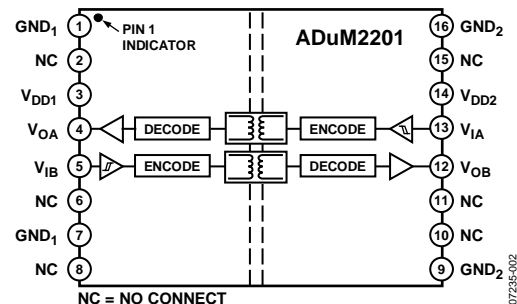 GND1 1 PIN 1 INDICATOR ADuM2201 16 GND2
NC 2 15 NC
VDD1 3 14 VDD2
VOA 4 DECODE ENCODE 13 VIA
VIB 5 ENCODE DECODE 12 VOB
NC 6 11 NC
GND1 7 10 NC
NC 8 9 GND2
NC = NO CONNECT
07235-002